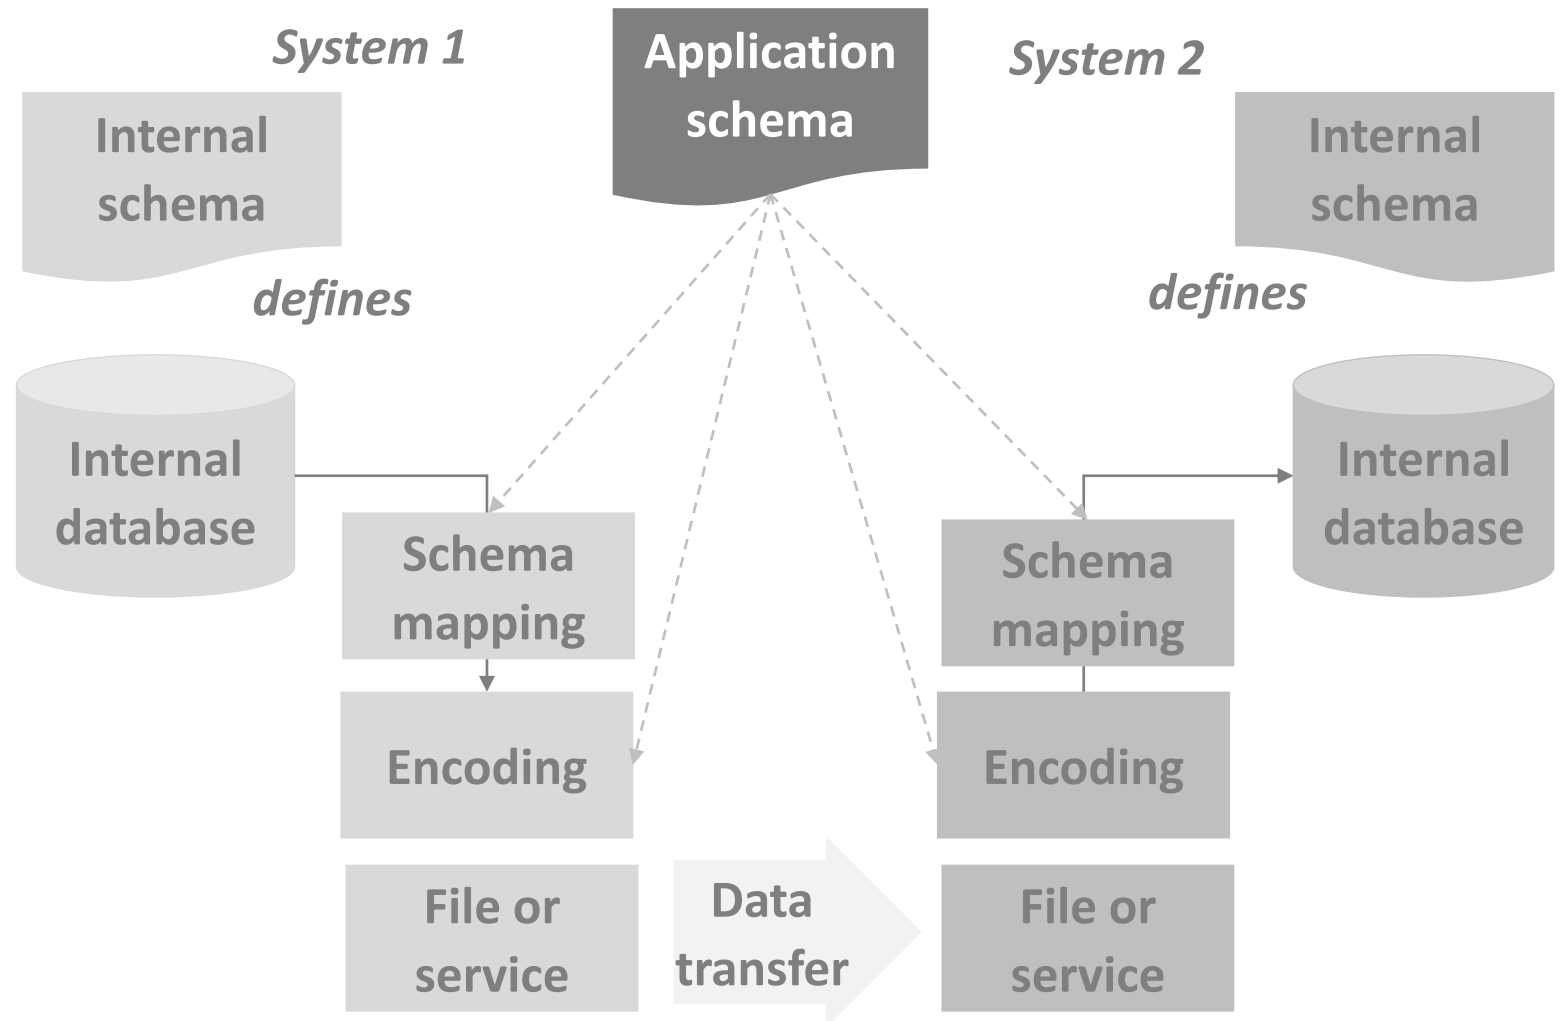 System 1
Application
schema
System 2
Internal
schema
Internal
schema
defines
defines
Internal
database
Internal
database
Schema
mapping
Schema
mapping
Encoding
Encoding
File or
service
Data
transfer
File or
service